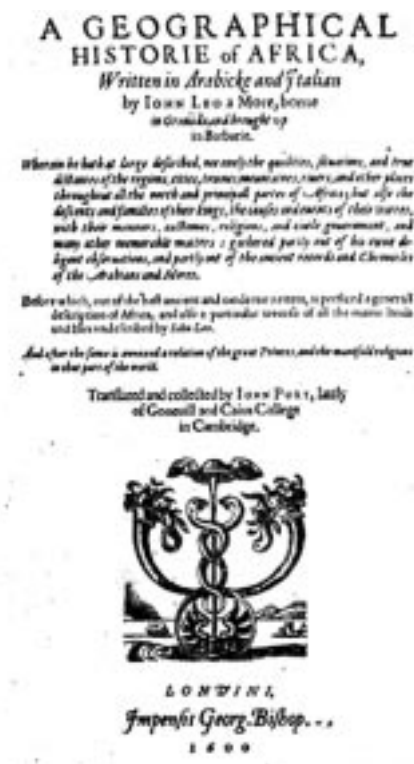 A GEOGRAPHICAL
HISTORIE of AFRICA,
Written in Arabicke and Italian
by IOHN LEO a More, borne
in Granada, and brought vp
in Barbarie.
Wherein he hath at large described, not onely the qualities, situations, and true
distances of the regions, cities, townes, mountaines, riuers, and other places
throughout all the north and principall partes of Africa; but also the
descents and families of their kings, the causes and euents of their warres,
with their manners, customes, religions, and ciuile gouernment, and
many other memorable matters: gathered partly out of his owne di-
ligent obseruations, and partly out of the ancient records and Chronicles
of the Arabians and Mores.
Before which, out of the best ancient and moderne writers, is prefixed a generall
description of Africa, and also a particular treatise of all the maine lands
and Isles vndescribed by Iohn Leo.
And after the same is annexed a relation of the great Princes, and the manifold religions
in that part of the world.
Translated and collected by IOHN PORY, lately
of Goneuill and Caius College
in Cambridge.
LONDINI,
Impensis Georg. Bishop.
1600